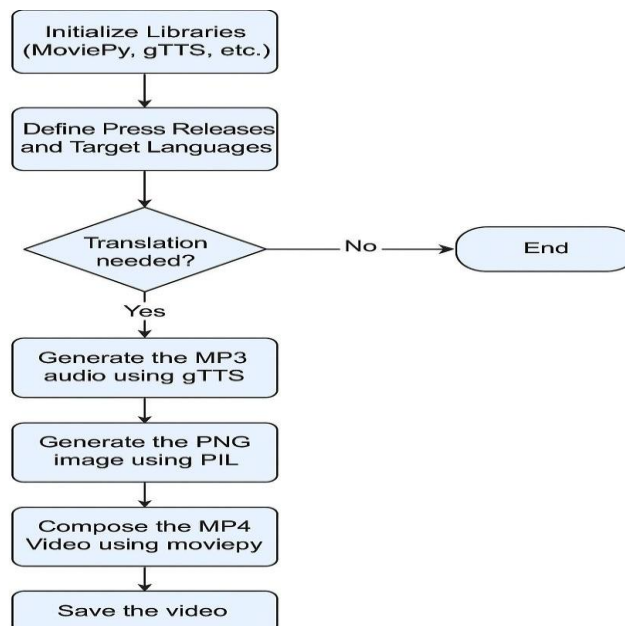 Initialize Libraries
(MoviePy, gTTS, etc.)
Define Press Releases
and Target Languages
Translation
needed?
No
End
Yes
Generate the MP3
audio using gTTS
Generate the PNG
image using PIL
Compose the MP4
Video using moviepy
Save the video